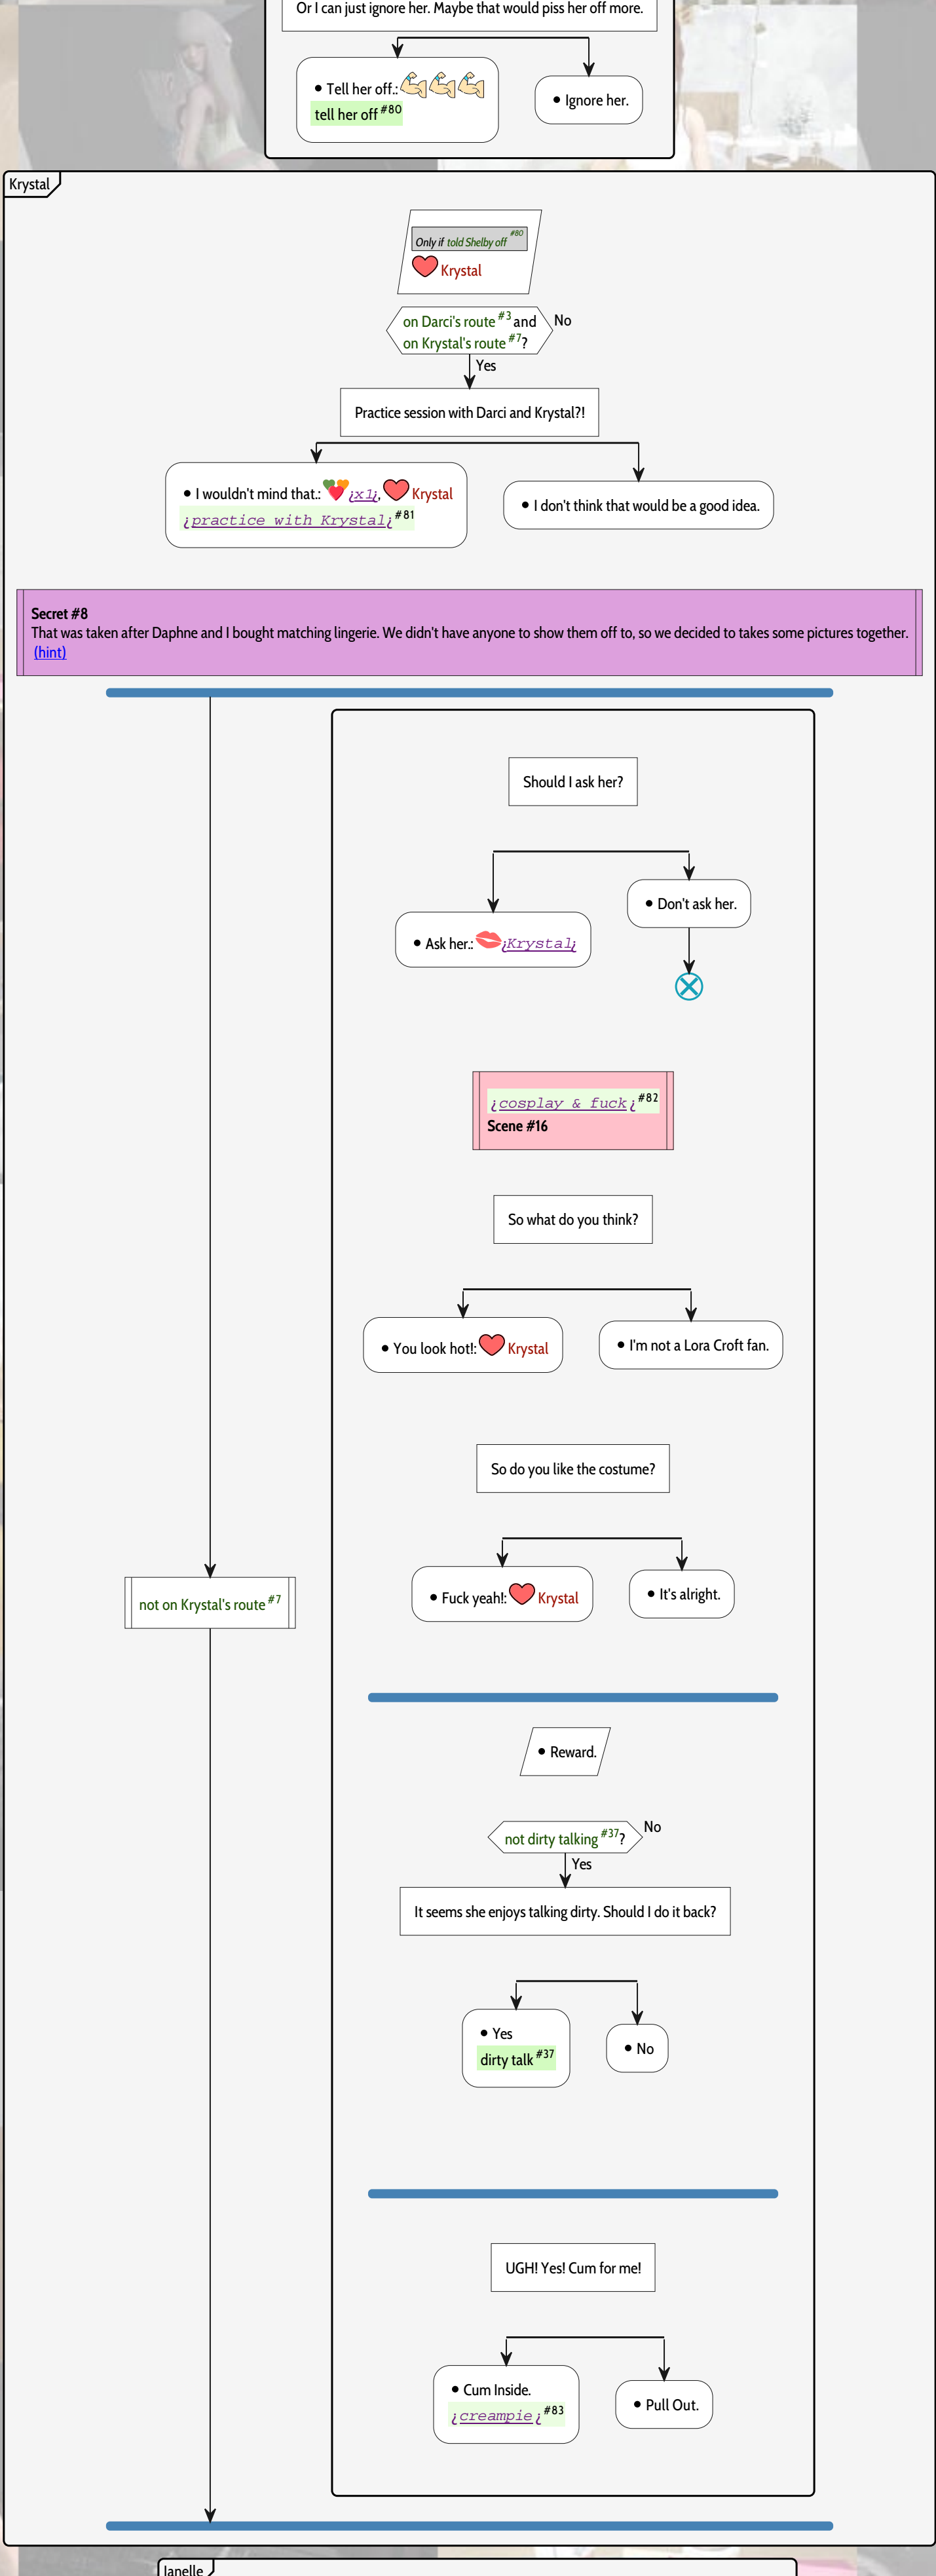 Or I can just ignore her. Maybe that would piss her off more.
• Tell her off.:
tell her off #80
• Ignore her.
Krystal
Only if told Shelby off #80
Krystal
on Darci's route #3 and
on Krystal's route #7?
No
Yes
Practice session with Darci and Krystal?!
• I wouldn't mind that.: ¿x1¿, Krystal
¿practice with Krystal¿ #81
• I don't think that would be a good idea.
Secret #8
That was taken after Daphne and I bought matching lingerie. We didn't have anyone to show them off to, so we decided to takes some pictures together.
(hint)
Should I ask her?
• Ask her.: ¿Krystal¿
• Don't ask her.
¿cosplay & fuck¿ #82
Scene #16
So what do you think?
• You look hot!: Krystal
• I'm not a Lora Croft fan.
So do you like the costume?
• Fuck yeah!: Krystal
• It's alright.
not on Krystal's route #7
• Reward.
not dirty talking #37?
No
Yes
It seems she enjoys talking dirty. Should I do it back?
• Yes
dirty talk #37
• No
UGH! Yes! Cum for me!
• Cum Inside.
¿creampie¿ #83
• Pull Out.
Janelle